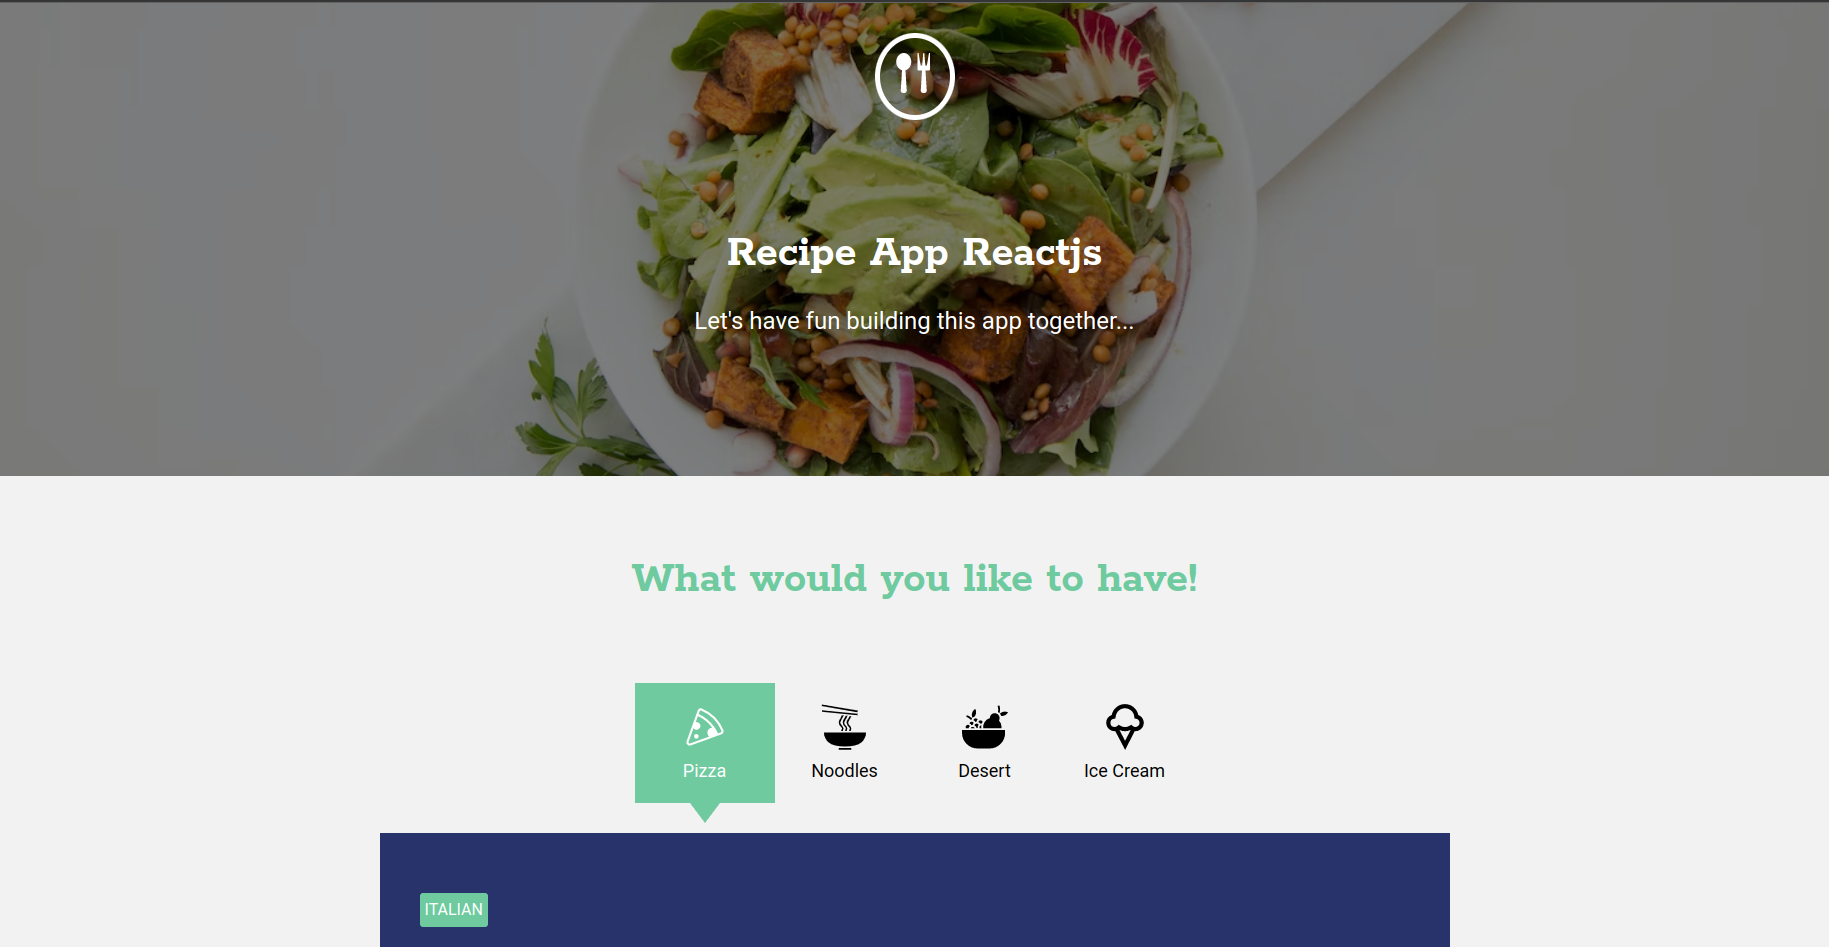 Recipe App Reactjs
Let's have fun building this app together...
What would you like to have!
Pizza
Noodles
Desert
Ice Cream
ITALIAN